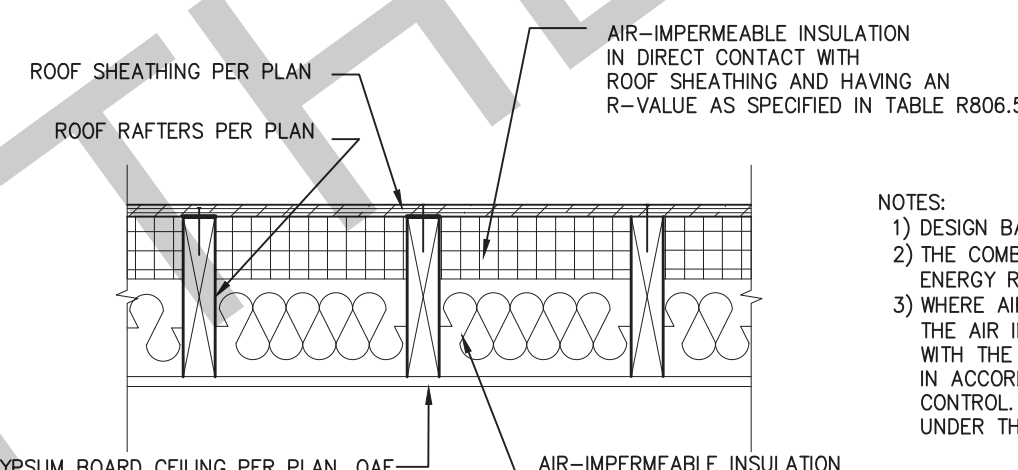 AIR-IMPERMEABLE INSULATION
IN DIRECT CONTACT WITH
ROOF SHEATHING AND HAVING AN
R-VALUE AS SPECIFIED IN TABLE R806.5
ROOF SHEATHING PER PLAN
ROOF RAFTERS PER PLAN
NOTES:
1) DESIGN BA
2) THE COMB
ENERGY R
3) WHERE AI
THE AIR I
WITH THE
IN ACCOR
CONTROL.
UNDER TH
YPSUM BOARD CEILING PER PLAN, OAE
AIR-IMPERMEABLE INSULATION
THE